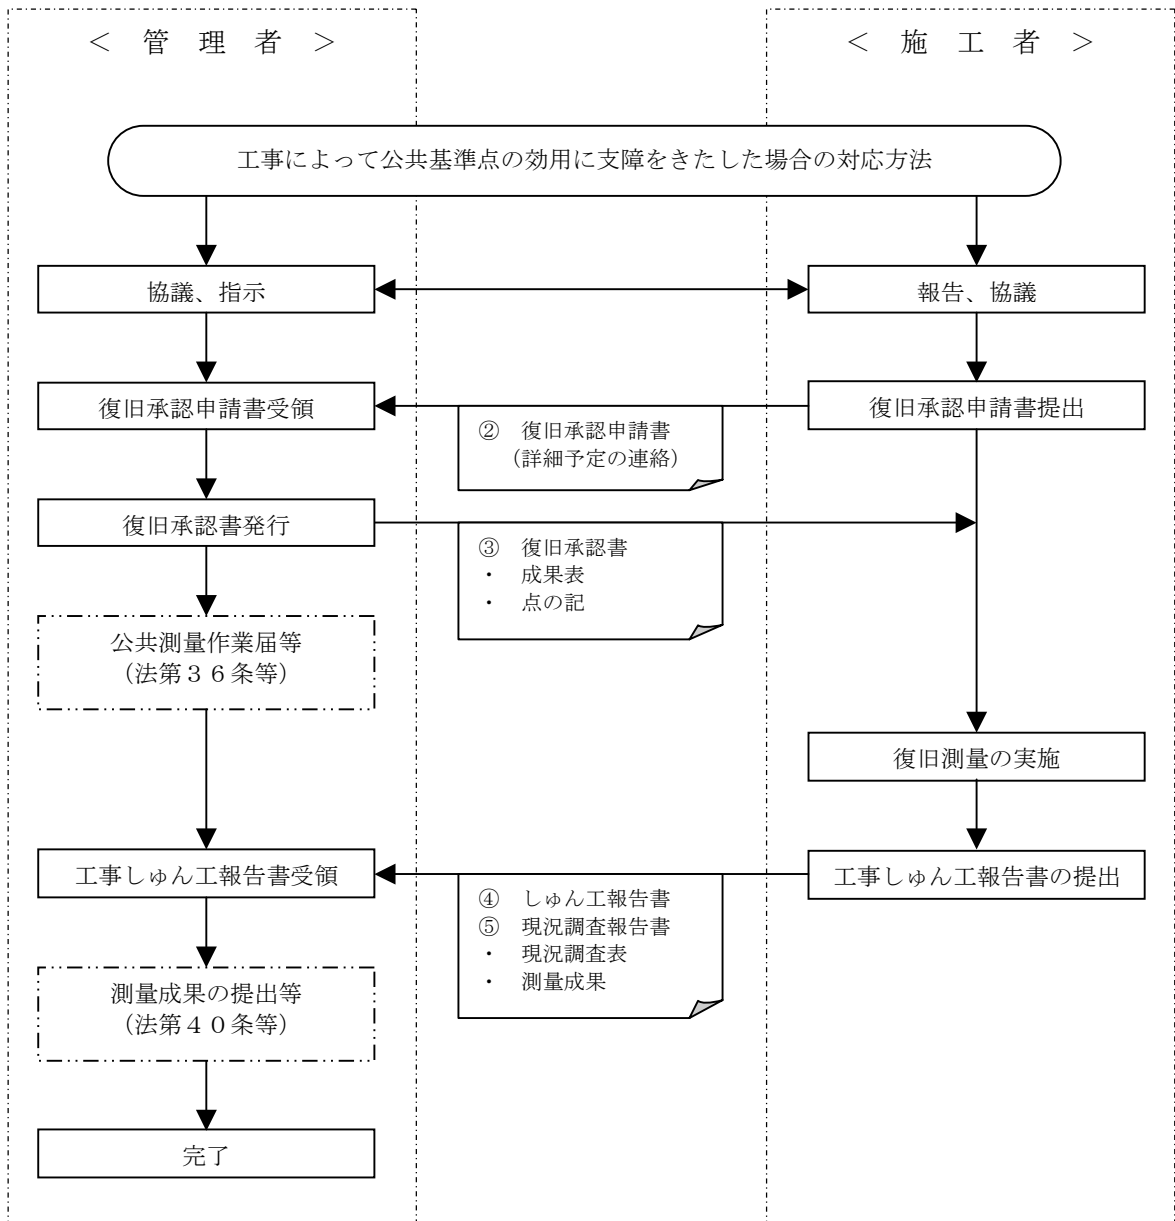 ＜　管　理　者　＞
＜　施　工　者　＞
工事によって公共基準点の効用に支障をきたした場合の対応方法
協議、指示
報告、協議
復旧承認申請書受領
復旧承認申請書提出
②　復旧承認申請書
（詳細予定の連絡）
復旧承認書発行
③　復旧承認書
・　成果表
・　点の記
公共測量作業届等
（法第３６条等）
復旧測量の実施
工事しゅん工報告書受領
工事しゅん工報告書の提出
④　しゅん工報告書
⑤　現況調査報告書
・　現況調査表
・　測量成果
測量成果の提出等
（法第４０条等）
完了